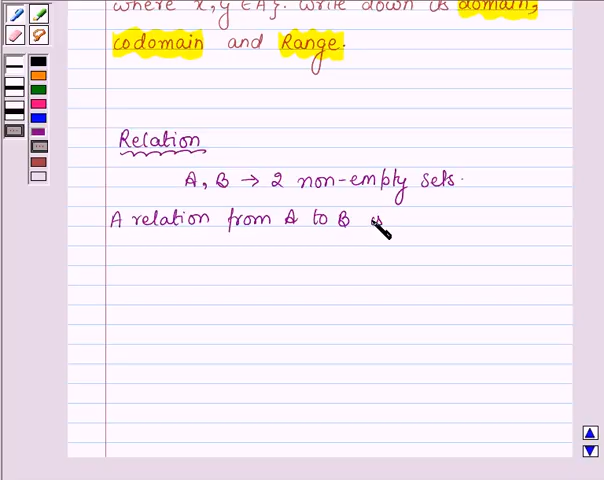 where x, y ∈ A}. Write down its domain,
codomain and Range.
Relation
A, B → 2 non-empty sets.
A relation from A to B is